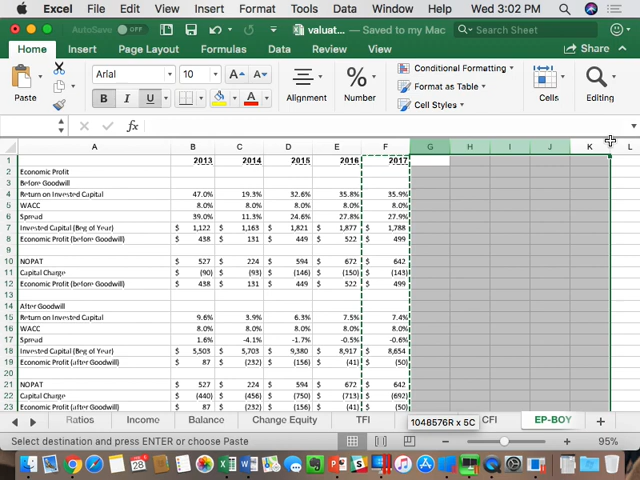 Excel File Edit View Insert Format Tools Data Window Wed 3:02 PM
AutoSave OFF valuat... — Saved to my Mac Search Sheet
Home Insert Page Layout Formulas Data Review View Share
Paste Arial 10 A A B I U A Alignment % Number Conditional Formatting Format as Table Cell Styles Cells Editing
fx
A B C D E F G H I J K L
1 2013 2014 2015 2016 2017
2 Economic Profit
3 Before Goodwill
4 Return on Invested Capital 47.0% 19.3% 32.6% 35.8% 35.9%
5 WACC 8.0% 8.0% 8.0% 8.0% 8.0%
6 Spread 39.0% 11.3% 24.6% 27.8% 27.9%
7 Invested Capital (Beg of Year) $ 1,122 $ 1,163 $ 1,821 $ 1,877 $ 1,788
8 Economic Profit (before Goodwill) $ 438 $ 131 $ 449 $ 522 $ 499
9
10 NOPAT $ 527 $ 224 $ 594 $ 672 $ 642
11 Capital Charge $ (90) $ (93) $ (146) $ (150) $ (143)
12 Economic Profit (before Goodwill) $ 438 $ 131 $ 449 $ 522 $ 499
13
14 After Goodwill
15 Return on Invested Capital 9.6% 3.9% 6.3% 7.5% 7.4%
16 WACC 8.0% 8.0% 8.0% 8.0% 8.0%
17 Spread 1.6% -4.1% -1.7% -0.5% -0.6%
18 Invested Capital (Beg of Year) $ 5,503 $ 5,703 $ 9,380 $ 8,917 $ 8,654
19 Economic Profit (after Goodwill) $ 87 $ (232) $ (156) $ (41) $ (50)
20
21 NOPAT $ 527 $ 224 $ 594 $ 672 $ 642
22 Capital Charge $ (440) $ (456) $ (750) $ (713) $ (692)
23 Economic Profit (after Goodwill) $ 87 $ (232) $ (156) $ (41) $ (50)
1048576R x 5C
Ratios Income Balance Change Equity TFI CFI EP-BOY
Select destination and press ENTER or choose Paste 95%